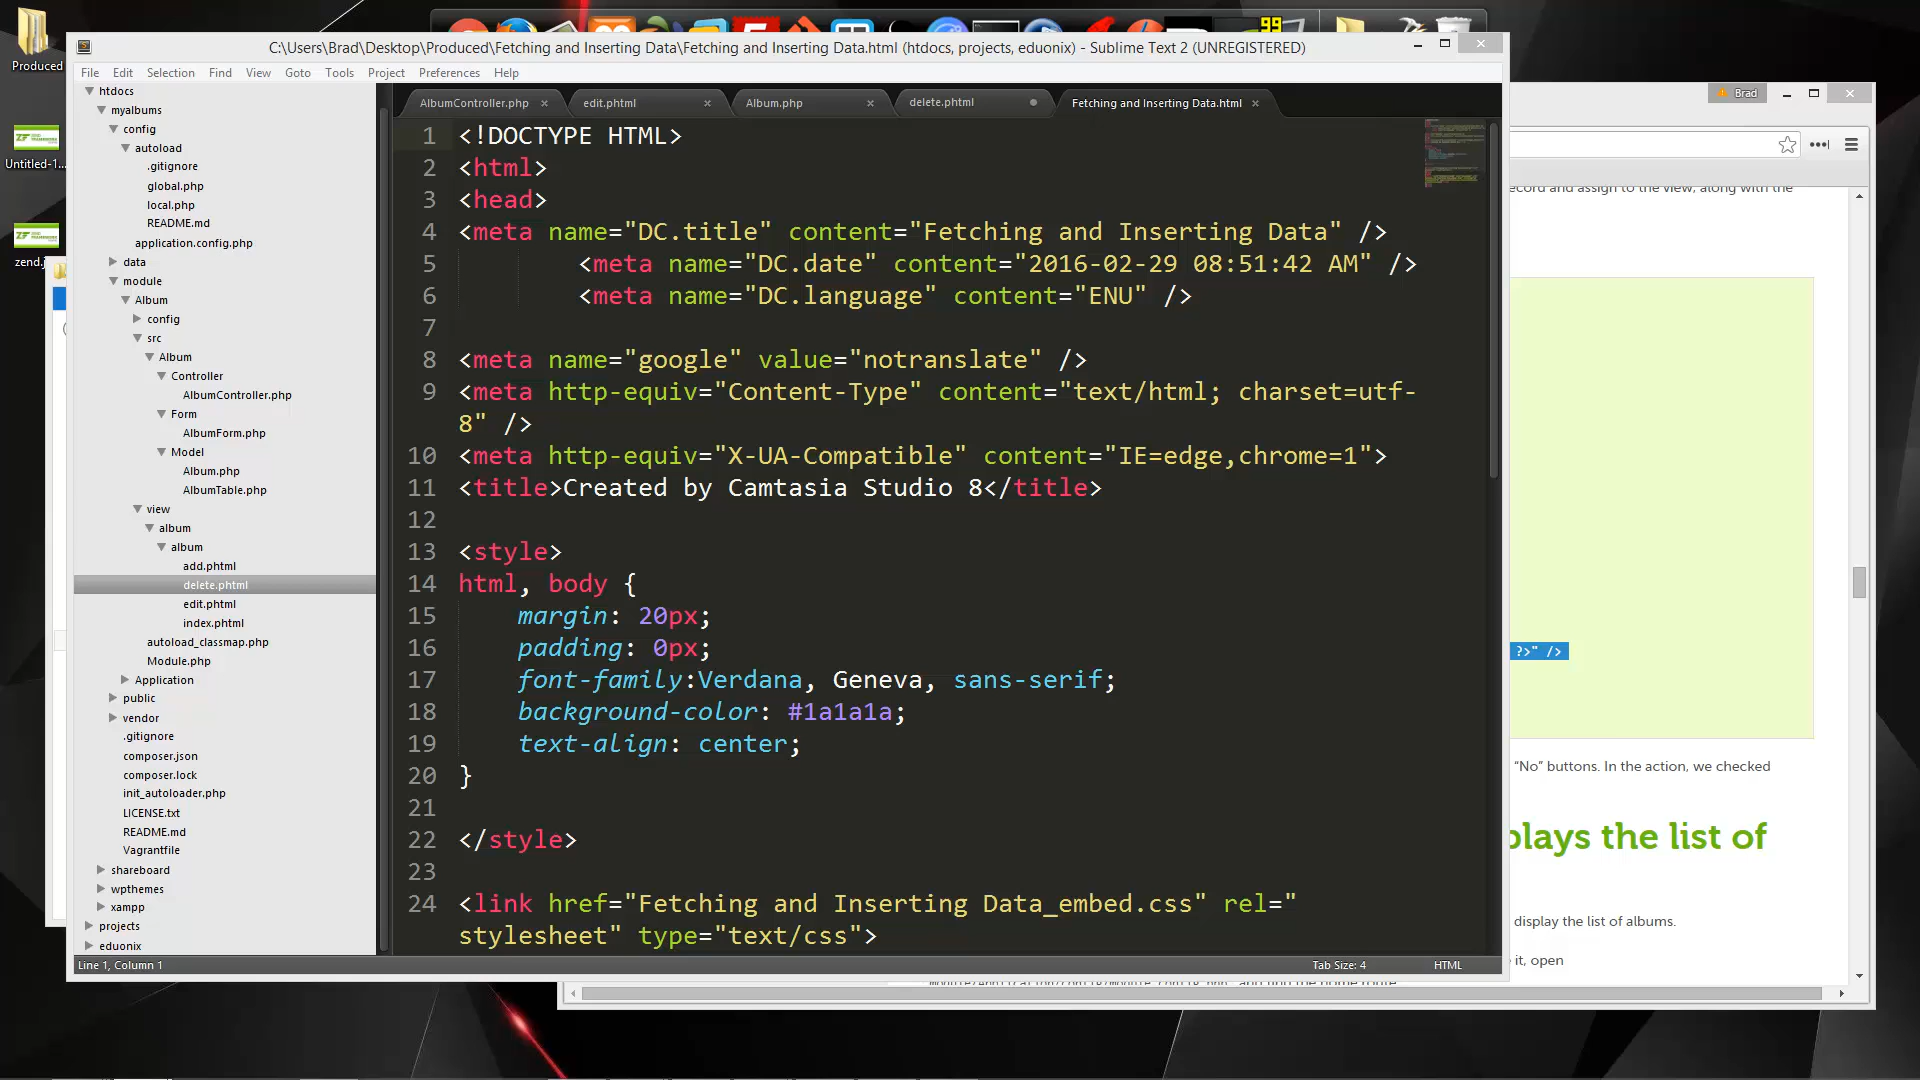 Produced
C:\Users\Brad\Desktop\Produced\Fetching and Inserting Data\Fetching and Inserting Data.html (htdocs, projects, eduonix) - Sublime Text 2 (UNREGISTERED)
File Edit Selection Find View Goto Tools Project Preferences Help
99
Brad
htdocs
myalbums
config
autoload
.gitignore
global.php
local.php
README.md
application.config.php
data
module
Album
config
src
Album
Controller
AlbumController.php
Form
AlbumForm.php
Model
Album.php
AlbumTable.php
view
album
album
add.phtml
delete.phtml
edit.phtml
index.phtml
autoload_classmap.php
Module.php
Application
public
vendor
.gitignore
composer.json
composer.lock
init_autoloader.php
LICENSE.txt
README.md
Vagrantfile
shareboard
wpthemes
xampp
projects
eduonix
Untitled-1...
zend.j
AlbumController.php edit.phtml Album.php delete.phtml Fetching and Inserting Data.html
1 <!DOCTYPE HTML>
2 <html>
3 <head>
4 <meta name="DC.title" content="Fetching and Inserting Data" />
5 <meta name="DC.date" content="2016-02-29 08:51:42 AM" />
6 <meta name="DC.language" content="ENU" />
7
8 <meta name="google" value="notranslate" />
9 <meta http-equiv="Content-Type" content="text/html; charset=utf-
8" />
10 <meta http-equiv="X-UA-Compatible" content="IE=edge,chrome=1">
11 <title>Created by Camtasia Studio 8</title>
12
13 <style>
14 html, body {
15 margin: 20px;
16 padding: 0px;
17 font-family:Verdana, Geneva, sans-serif;
18 background-color: #1a1a1a;
19 text-align: center;
20 }
21
22 </style>
23
24 <link href="Fetching and Inserting Data_embed.css" rel="
stylesheet" type="text/css">
Line 1, Column 1 Tab Size: 4 HTML
ecord and assign to the view, along with the
?>" />
"No" buttons. In the action, we checked
plays the list of
display the list of albums.
it, open